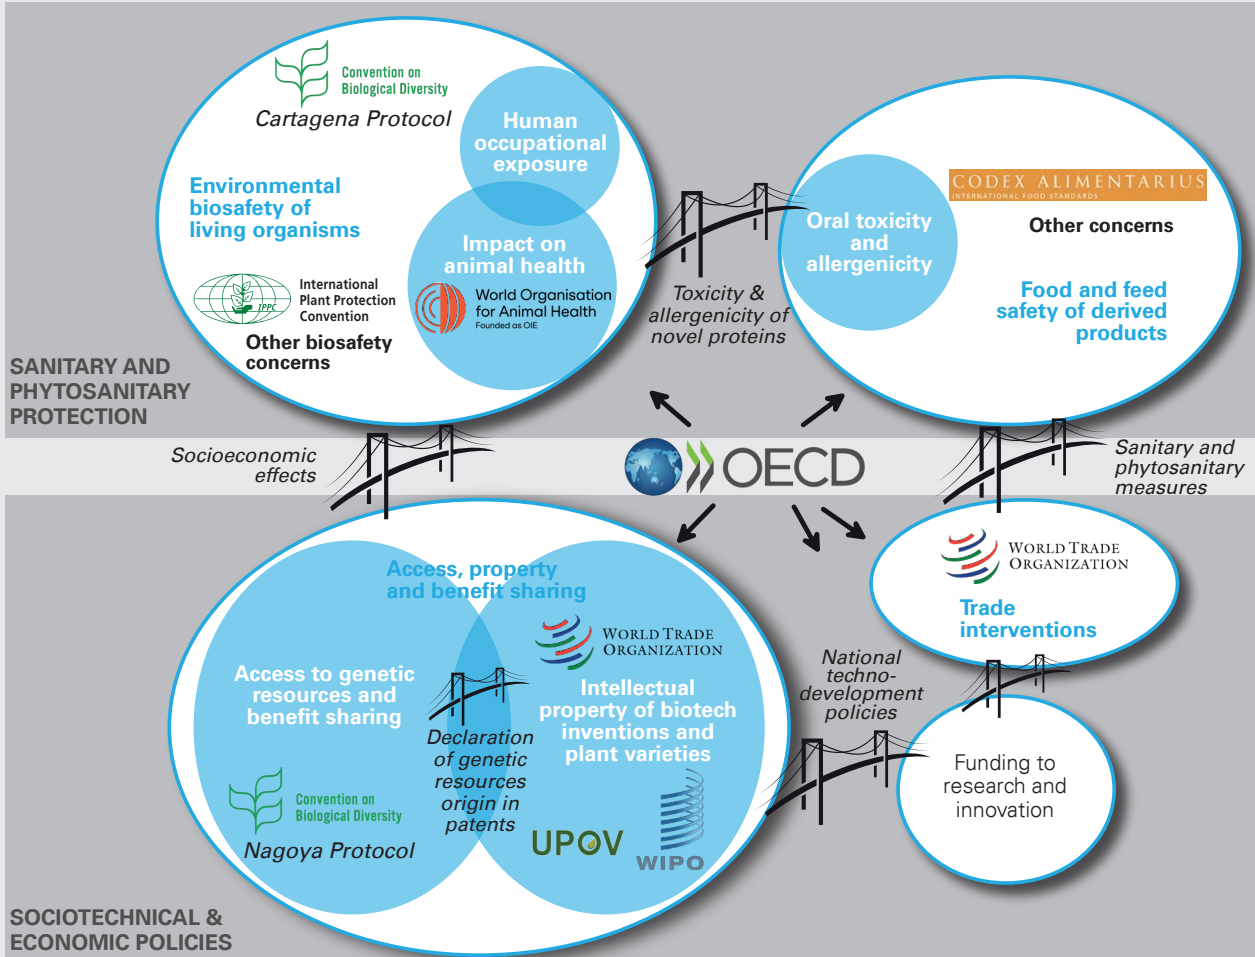 Convention on
Biological Diversity
Cartagena Protocol
Human
occupational
exposure
Environmental
biosafety of
living organisms
Impact on
animal health
World Organisation
for Animal Health
Founded as OIE
IPPC
International
Plant Protection
Convention
Other biosafety
concerns
SANITARY AND
PHYTOSANITARY
PROTECTION
Toxicity &
allergenicity of
novel proteins
Oral toxicity
and
allergenicity
CODEX ALIMENTARIUS
INTERNATIONAL FOOD STANDARDS
Other concerns
Food and feed
safety of derived
products
Socioeconomic
effects
OECD
Sanitary and
phytosanitary
measures
Access, property
and benefit sharing
WORLD TRADE
ORGANIZATION
Access to genetic
resources and
benefit sharing
Intellectual
property of biotech
inventions and
plant varieties
Declaration
of genetic
resources
origin in
patents
Convention on
Biological Diversity
Nagoya Protocol
UPOV
WIPO
WORLD TRADE
ORGANIZATION
Trade
interventions
National
techno-
development
policies
Funding to
research and
innovation
SOCIOTECHNICAL &
ECONOMIC POLICIES